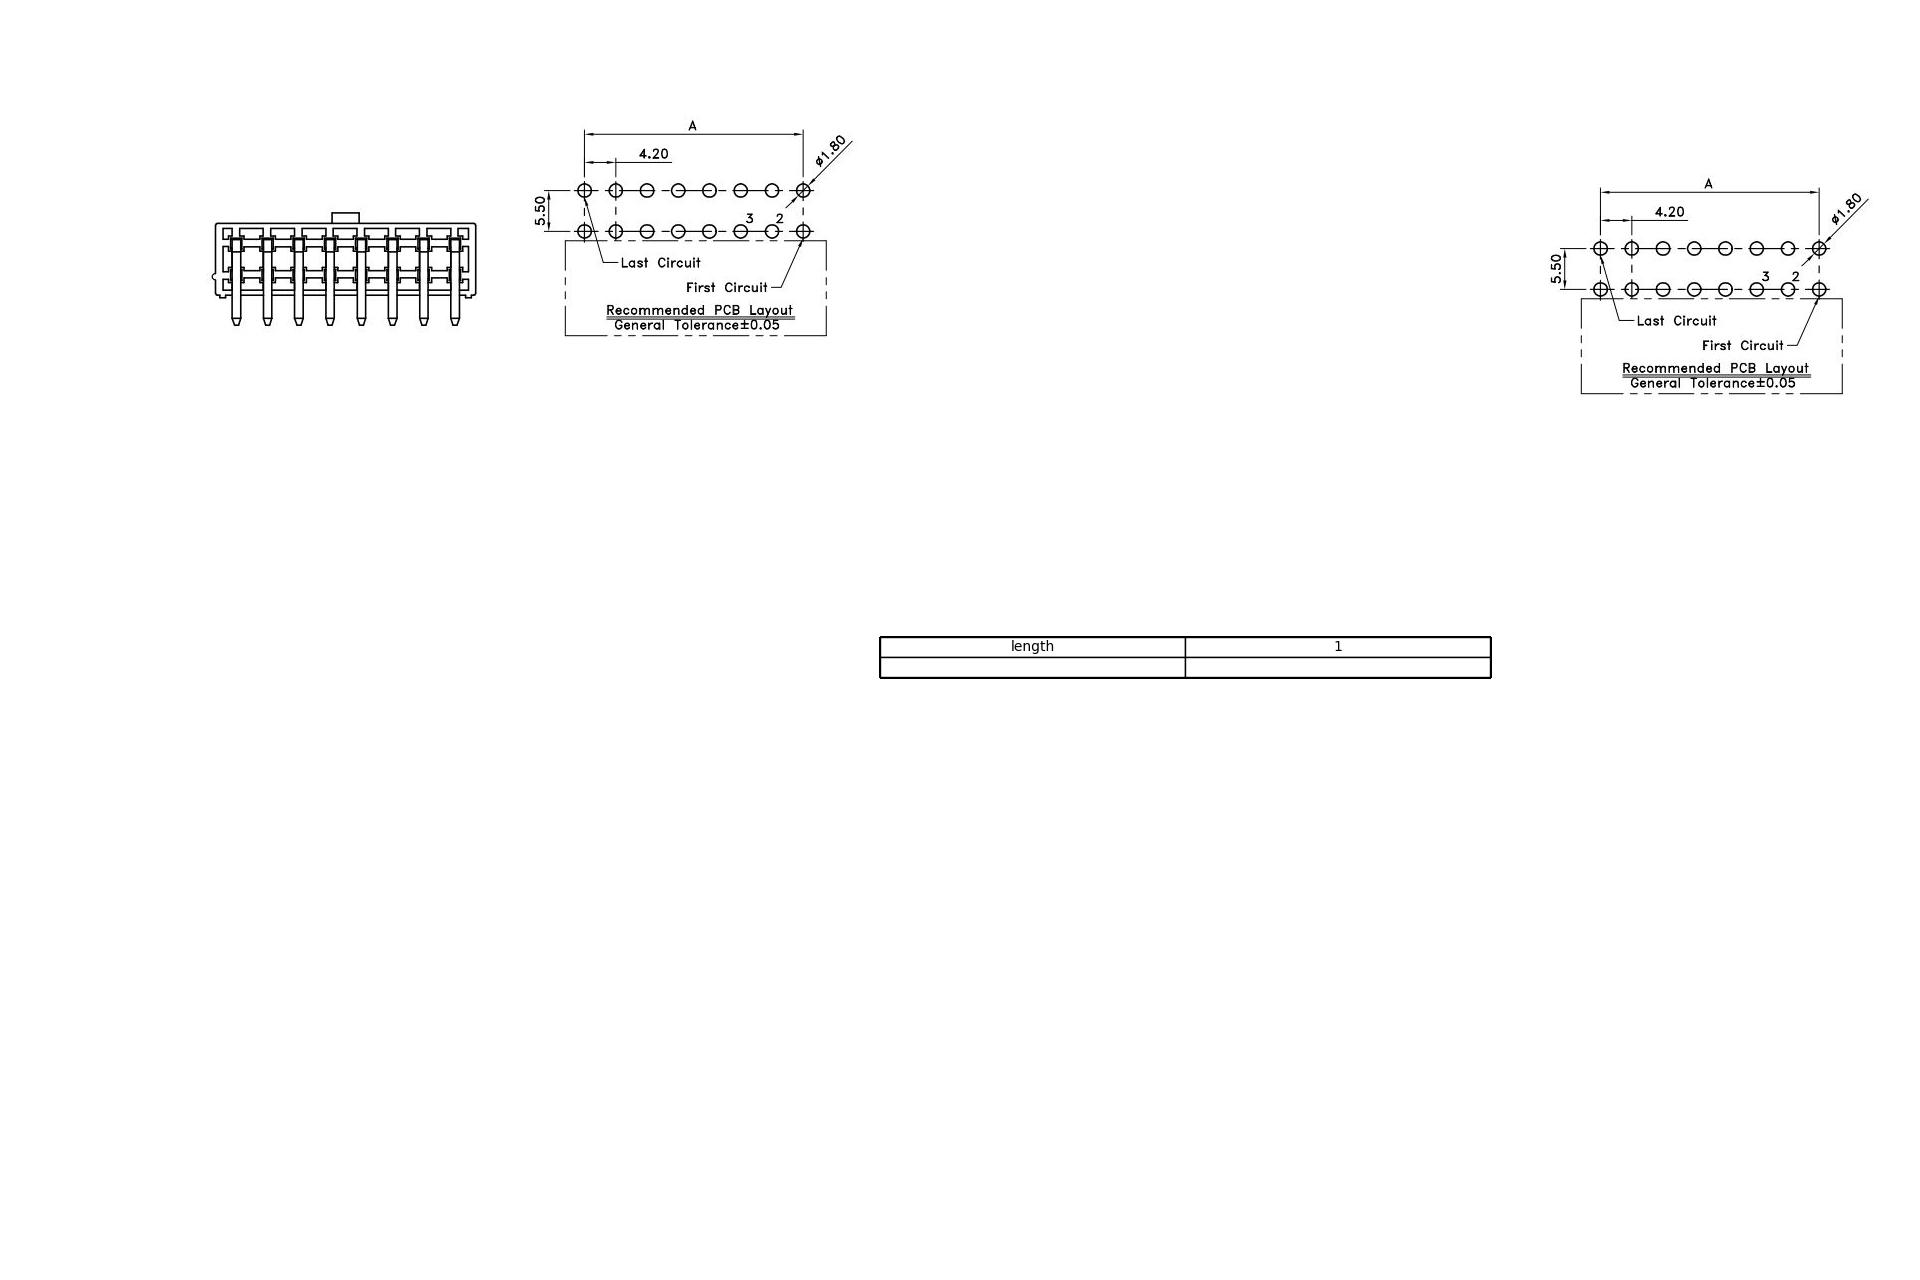 A
4.20
ø1.80
5.50
3 2
Last Circuit
First Circuit
Recommended PCB Layout
General Tolerance±0.05
A
4.20
ø1.80
5.50
3 2
Last Circuit
First Circuit
Recommended PCB Layout
General Tolerance±0.05
length 1